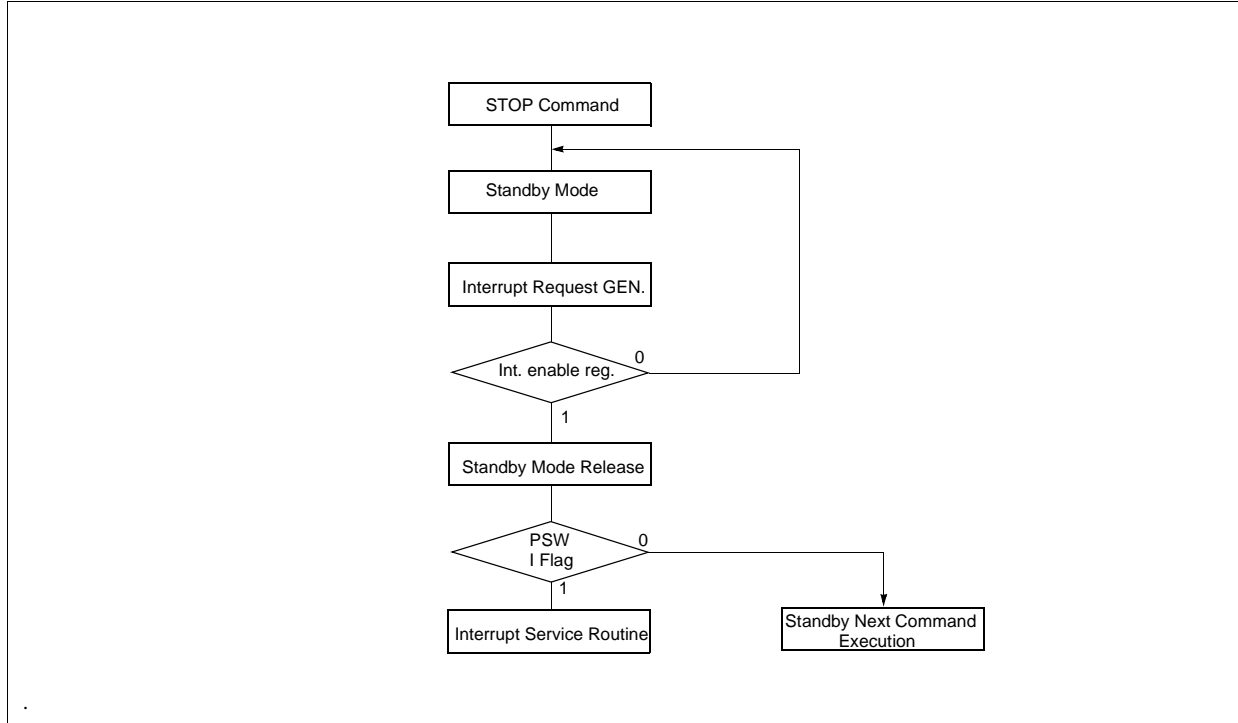 STOP Command
Standby Mode
Interrupt Request GEN.
0
Int. enable reg.
1
Standby Mode Release
PSW
0
I Flag
1
Interrupt Service Routine
Standby Next Command
Execution
.